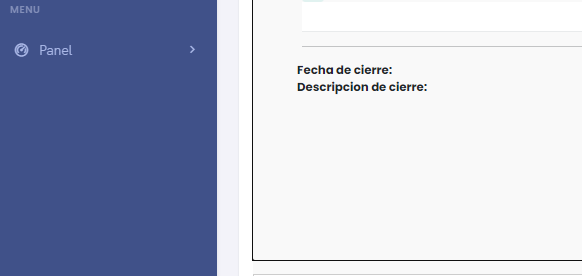 MENU
Panel
Fecha de cierre:
Descripcion de cierre: